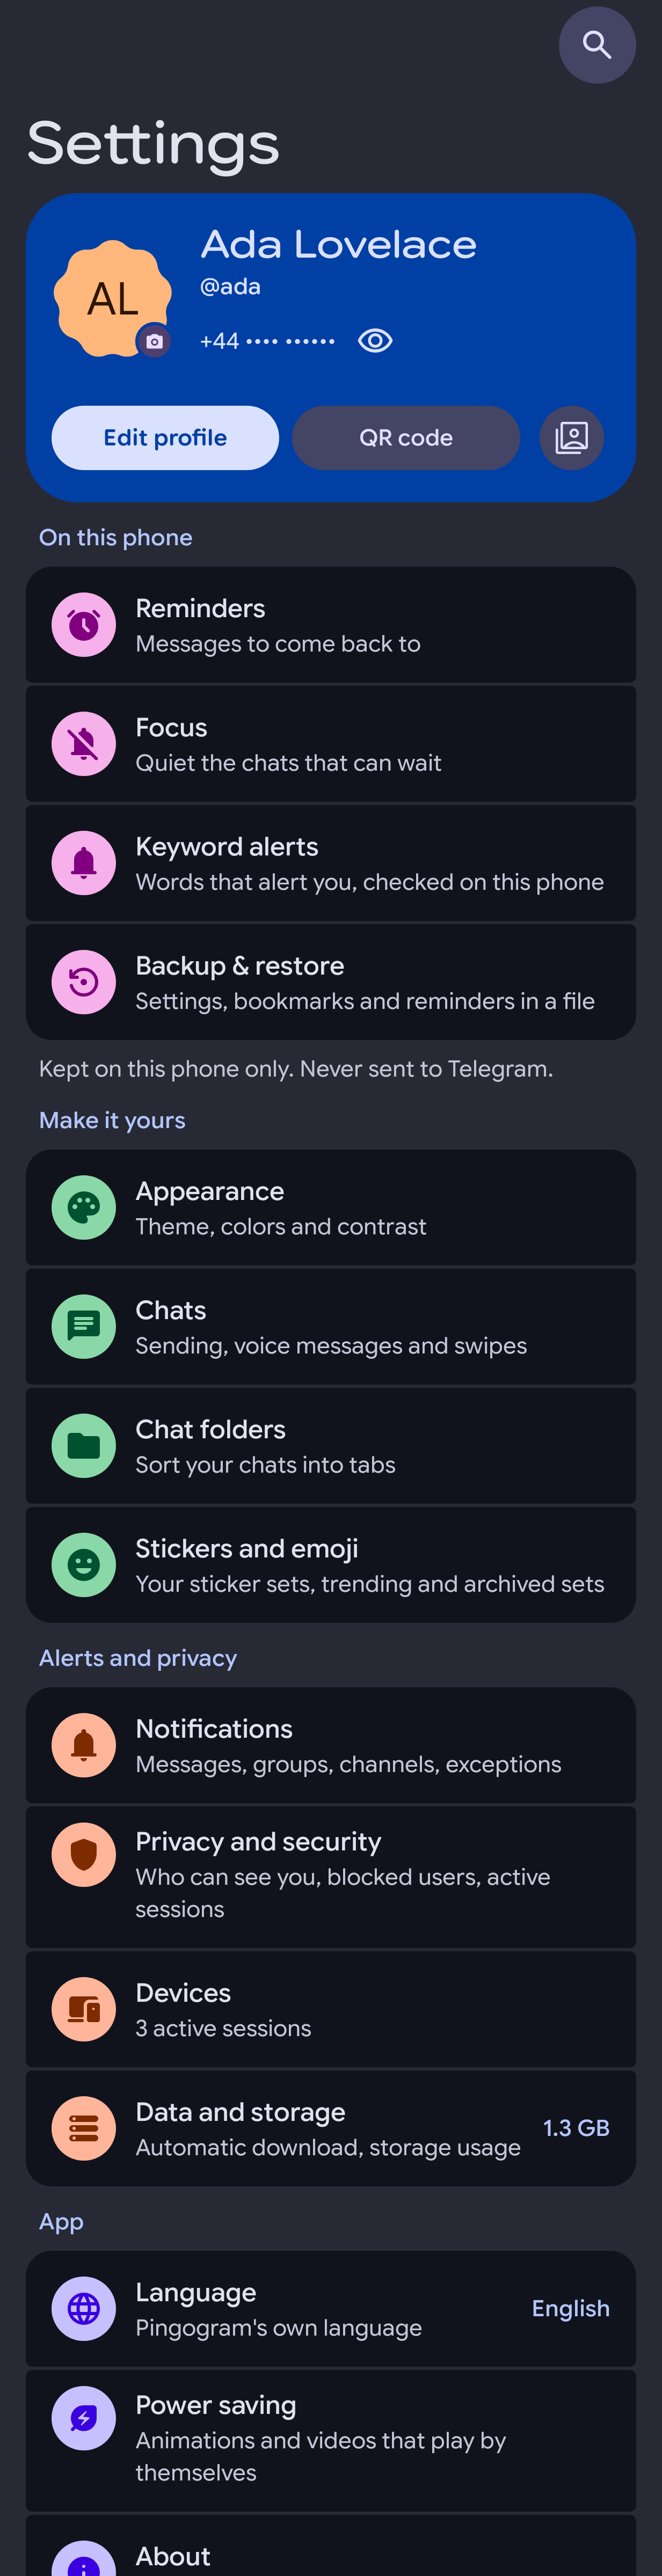 Settings
AL
Ada Lovelace
@ada
+44 •••• ••••••
Edit profile
QR code
On this phone
Reminders
Messages to come back to
Focus
Quiet the chats that can wait
Keyword alerts
Words that alert you, checked on this phone
Backup & restore
Settings, bookmarks and reminders in a file
Kept on this phone only. Never sent to Telegram.
Make it yours
Appearance
Theme, colors and contrast
Chats
Sending, voice messages and swipes
Chat folders
Sort your chats into tabs
Stickers and emoji
Your sticker sets, trending and archived sets
Alerts and privacy
Notifications
Messages, groups, channels, exceptions
Privacy and security
Who can see you, blocked users, active
sessions
Devices
3 active sessions
Data and storage
Automatic download, storage usage
1.3 GB
App
Language
Pingogram's own language
English
Power saving
Animations and videos that play by
themselves
About